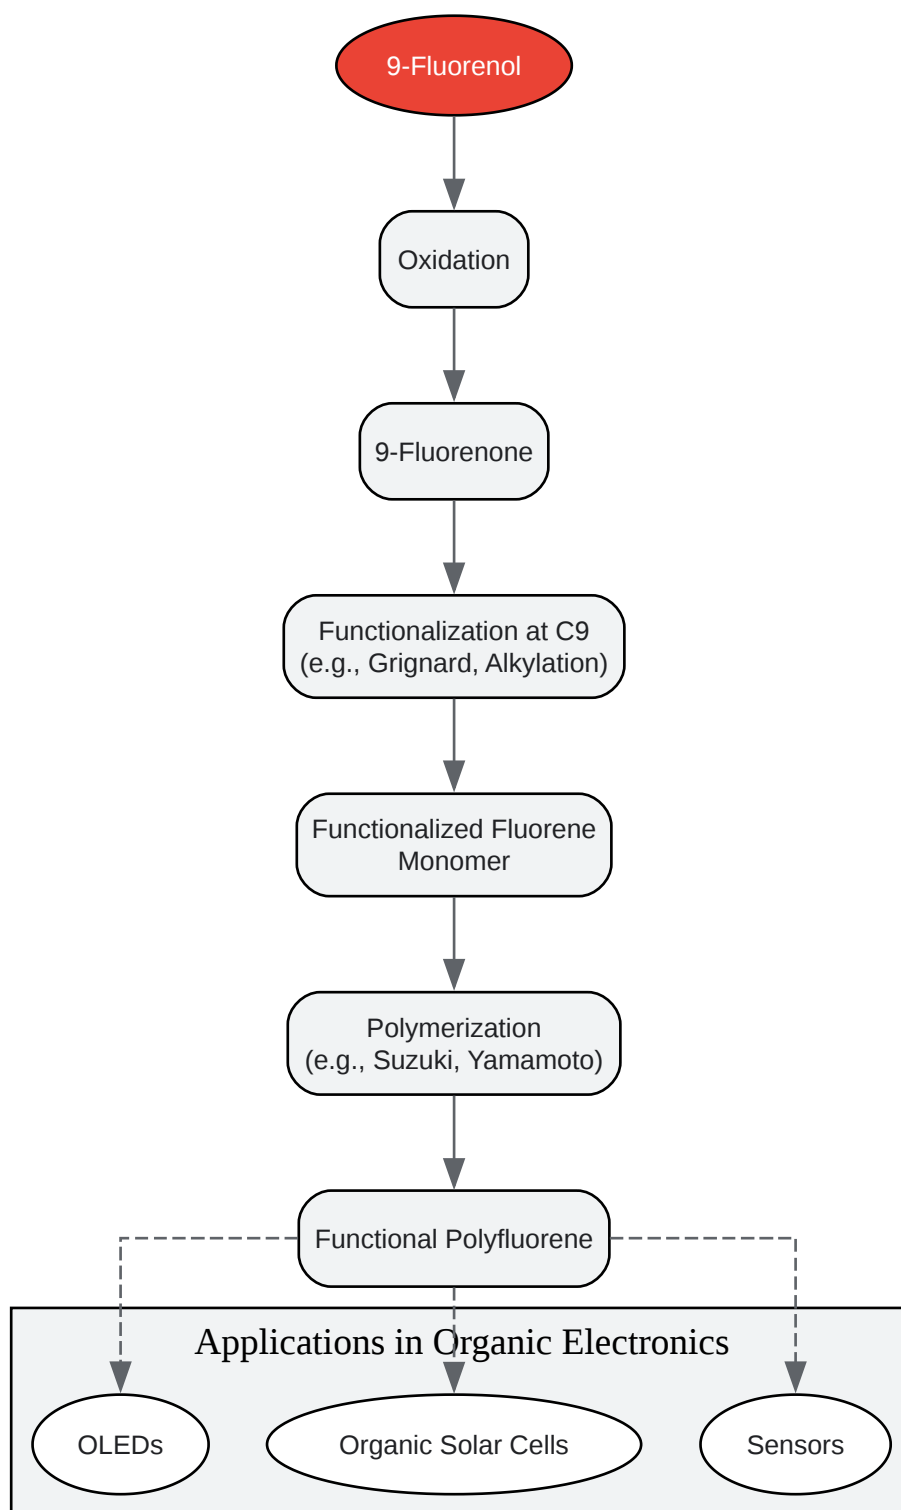 9-Fluorenol
Oxidation
9-Fluorenone
Functionalization at C9
(e.g., Grignard, Alkylation)
Functionalized Fluorene
Monomer
Polymerization
(e.g., Suzuki, Yamamoto)
Functional Polyfluorene
Applications in Organic Electronics
OLEDs
Organic Solar Cells
Sensors